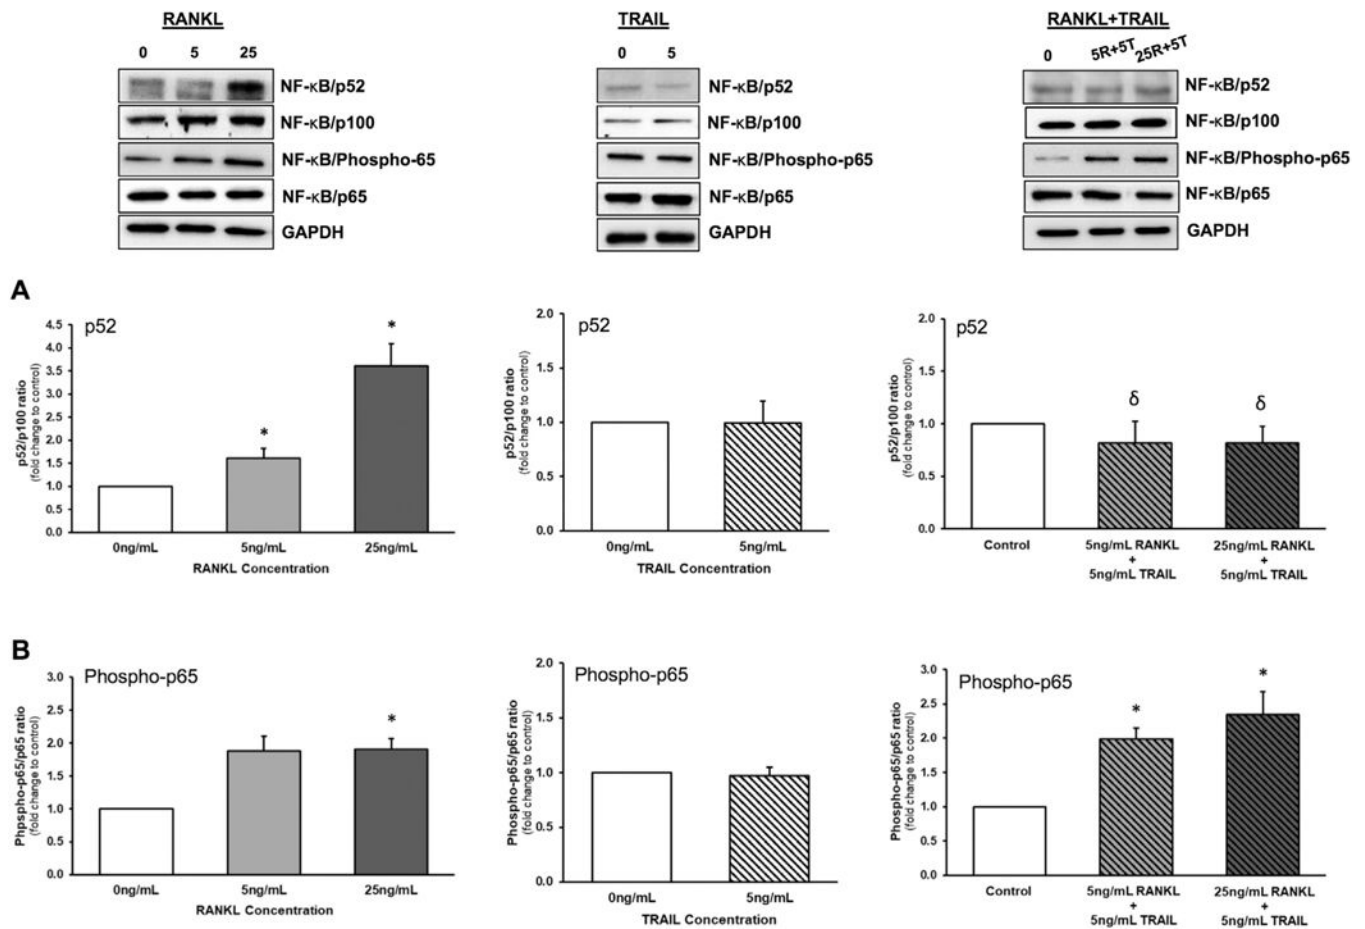 RANKL
0 5 25
NF-κB/p52
NF-κB/p100
NF-κB/Phospho-65
NF-κB/p65
GAPDH
TRAIL
0 5
NF-κB/p52
NF-κB/p100
NF-κB/Phospho-p65
NF-κB/p65
GAPDH
RANKL+TRAIL
0 5R+5T 25R+5T
NF-κB/p52
NF-κB/p100
NF-κB/Phospho-p65
NF-κB/p65
GAPDH
A
p52
p52/p100 ratio
(fold change to control)
4.5
4.0
3.5
3.0
2.5
2.0
1.5
1.0
0.5
0.0
*
*
0ng/mL 5ng/mL 25ng/mL
RANKL Concentration
p52
p52/p100 ratio
(fold change to control)
2.0
1.5
1.0
0.5
0.0
0ng/mL 5ng/mL
TRAIL Concentration
p52
p52/p100 ratio
(fold change to control)
2.0
1.5
1.0
0.5
0.0
δ δ
Control 5ng/mL RANKL 25ng/mL RANKL
+ +
5ng/mL TRAIL 5ng/mL TRAIL
B
Phospho-p65
Phpspho-p65/p65 ratio
(fold change to control)
3.0
2.5
2.0
1.5
1.0
0.5
0.0
*
0ng/mL 5ng/mL 25ng/mL
RANKL Concentration
Phospho-p65
Phospho-p65/p65 ratio
(fold change to control)
2.0
1.5
1.0
0.5
0.0
0ng/mL 5ng/mL
TRAIL Concentration
Phospho-p65
Phospho-p65/p65 ratio
(fold change to control)
3.0
2.5
2.0
1.5
1.0
0.5
0.0
* *
Control 5ng/mL RANKL 25ng/mL RANKL
+ +
5ng/mL TRAIL 5ng/mL TRAIL